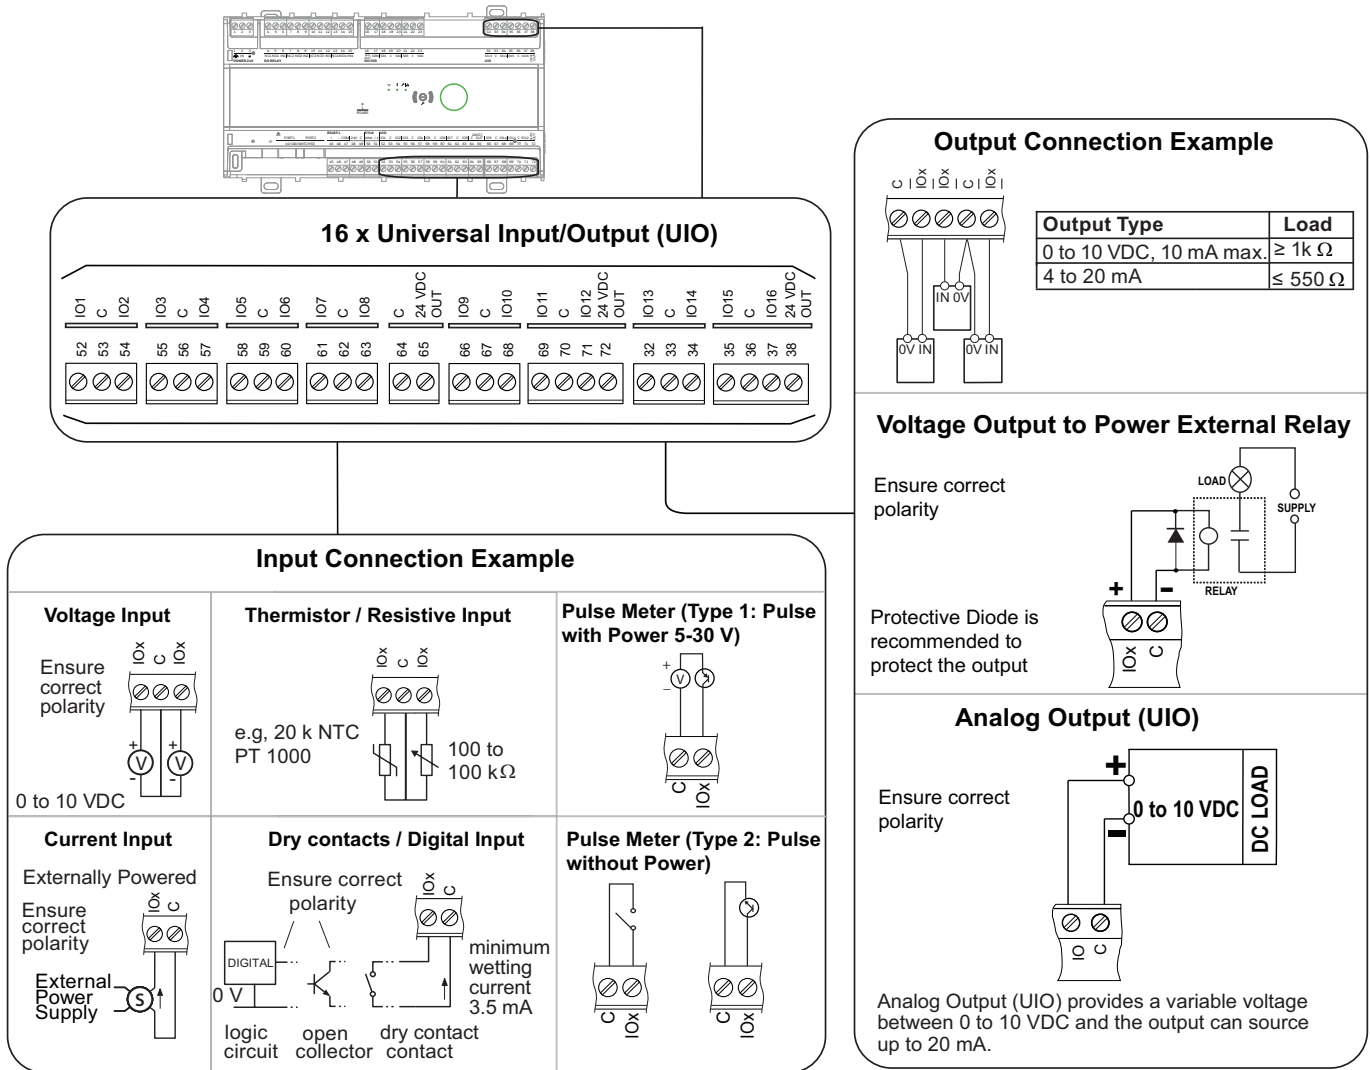 POWER 24V
DO RELAY
DO SSR
UIO
16 x Universal Input/Output (UIO)
IO1 C IO2 IO3 C IO4 IO5 C IO6 IO7 C IO8 C 24 VDC OUT IO9 C IO10 IO11 C IO12 24 VDC OUT IO13 C IO14 IO15 C IO16 24 VDC OUT
52 53 54 55 56 57 58 59 60 61 62 63 64 65 66 67 68 69 70 71 72 32 33 34 35 36 37 38
Input Connection Example
Voltage Input
Ensure
correct
polarity
IOx C IOx
+ +
V V
- -
0 to 10 VDC
Thermistor / Resistive Input
IOx C IOx
e.g, 20 k NTC
PT 1000
100 to
100 kΩ
Pulse Meter (Type 1: Pulse
with Power 5-30 V)
+
V
–
C IOx
Current Input
Externally Powered
Ensure
correct
polarity
IOx C
External
Power
Supply
S
Dry contacts / Digital Input
Ensure correct
polarity
IOx C
DIGITAL
0 V
minimum
wetting
current
3.5 mA
logic
circuit
open
collector
dry contact
contact
Pulse Meter (Type 2: Pulse
without Power)
C IOx
C IOx
Output Connection Example
C IOx IOx C IOx
IN 0V
0V IN
0V IN
Output Type Load
0 to 10 VDC, 10 mA max. ≥ 1k Ω
4 to 20 mA ≤ 550 Ω
Voltage Output to Power External Relay
Ensure correct
polarity
LOAD
SUPPLY
RELAY
+ -
IOx C
Protective Diode is
recommended to
protect the output
Analog Output (UIO)
Ensure correct
polarity
+
0 to 10 VDC
–
DC LOAD
IO C
Analog Output (UIO) provides a variable voltage
between 0 to 10 VDC and the output can source
up to 20 mA.